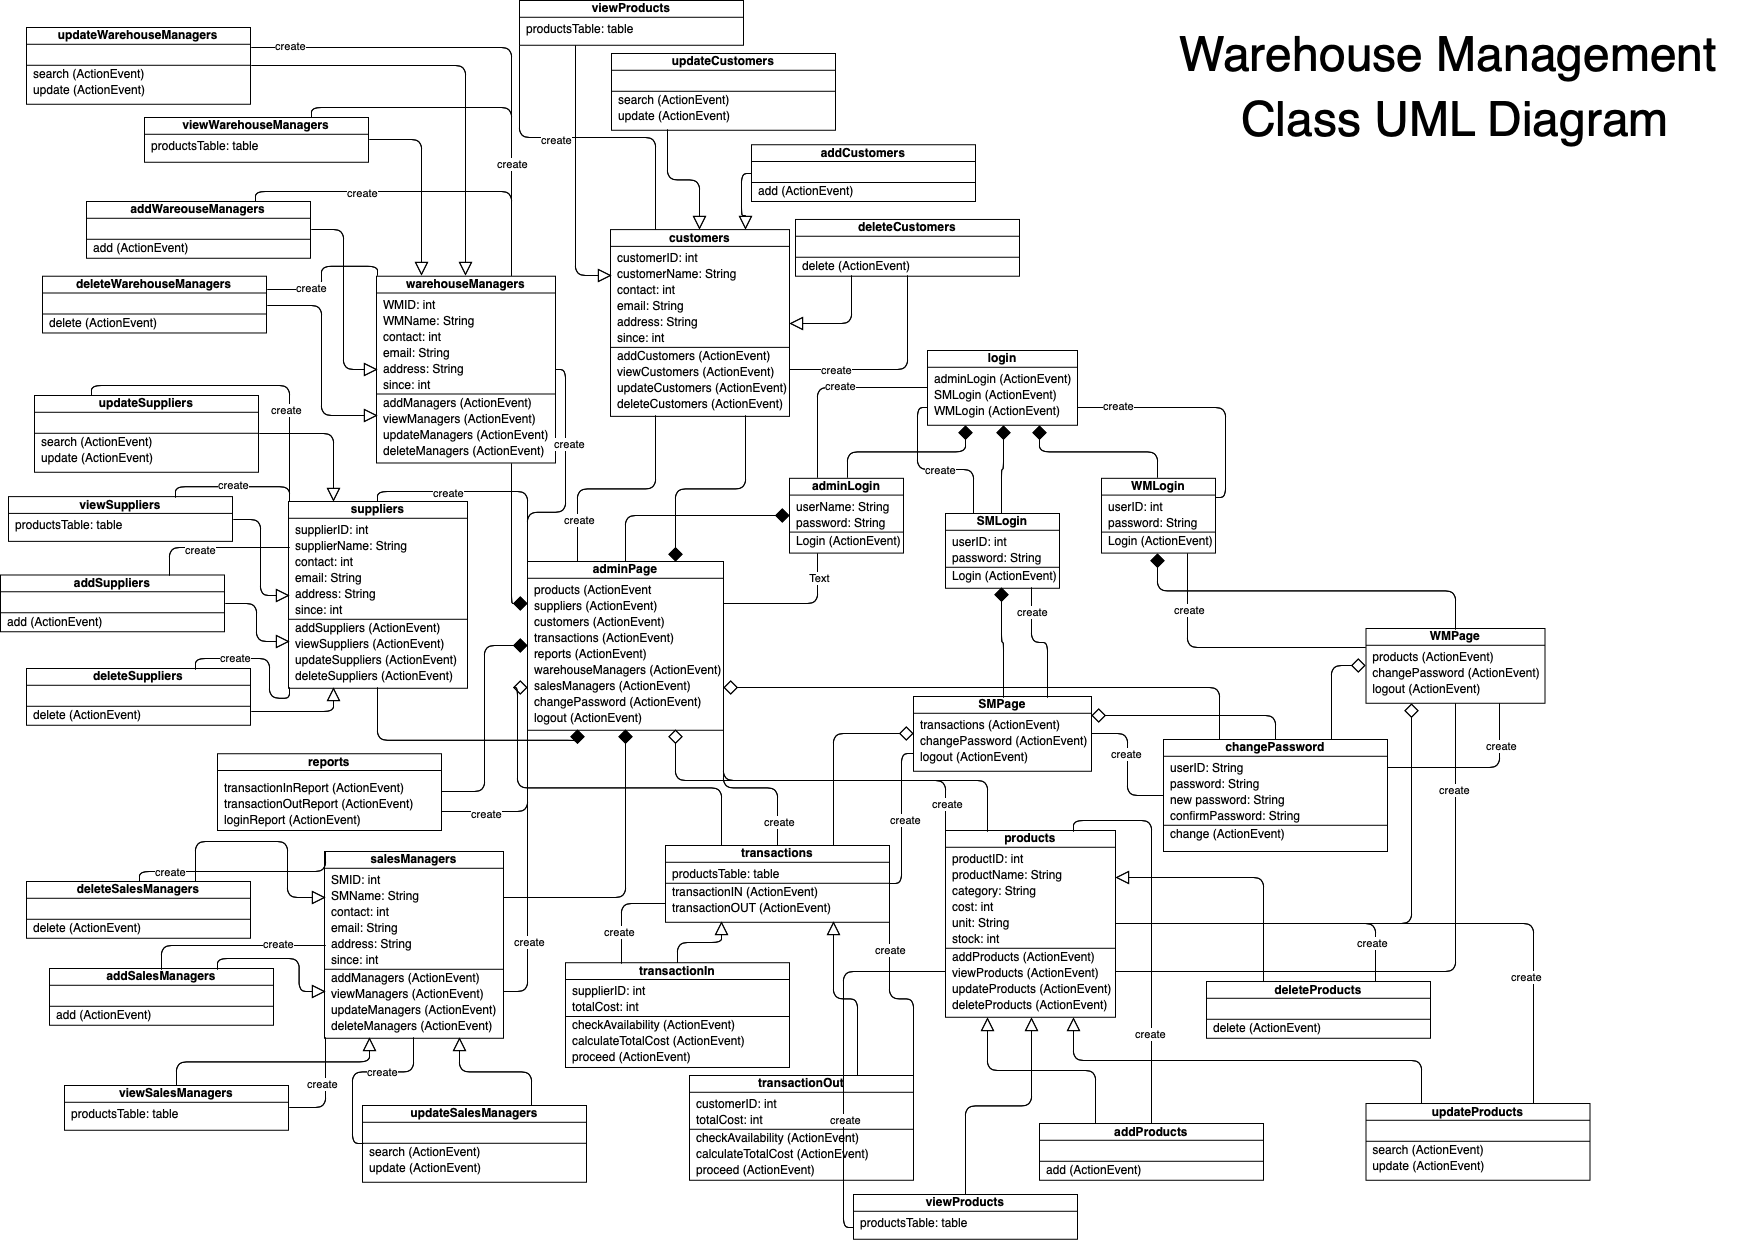 Warehouse Management
Class UML Diagram
viewProducts
productsTable: table
updateWarehouseManagers
search (ActionEvent)
update (ActionEvent)
create
updateCustomers
search (ActionEvent)
update (ActionEvent)
viewWarehouseManagers
productsTable: table
create
create
addCustomers
add (ActionEvent)
addWareouseManagers
add (ActionEvent)
create
customers
customerID: int
customerName: String
contact: int
email: String
address: String
since: int
addCustomers (ActionEvent)
viewCustomers (ActionEvent)
updateCustomers (ActionEvent)
deleteCustomers (ActionEvent)
deleteCustomers
delete (ActionEvent)
create
deleteWarehouseManagers
delete (ActionEvent)
create
warehouseManagers
WMID: int
WMName: String
contact: int
email: String
address: String
since: int
addManagers (ActionEvent)
viewManagers (ActionEvent)
updateManagers (ActionEvent)
deleteManagers (ActionEvent)
create
login
adminLogin (ActionEvent)
SMLogin (ActionEvent)
WMLogin (ActionEvent)
create
create
create
updateSuppliers
search (ActionEvent)
update (ActionEvent)
create
viewSuppliers
productsTable: table
create
suppliers
supplierID: int
supplierName: String
contact: int
email: String
address: String
since: int
addSuppliers (ActionEvent)
viewSuppliers (ActionEvent)
updateSuppliers (ActionEvent)
deleteSuppliers (ActionEvent)
create
create
create
adminLogin
userName: String
password: String
Login (ActionEvent)
Text
SMLogin
userID: int
password: String
Login (ActionEvent)
create
WMLogin
userID: int
password: String
Login (ActionEvent)
create
addSuppliers
add (ActionEvent)
adminPage
products (ActionEvent
suppliers (ActionEvent)
customers (ActionEvent)
transactions (ActionEvent)
reports (ActionEvent)
warehouseManagers (ActionEvent)
salesManagers (ActionEvent)
changePassword (ActionEvent)
logout (ActionEvent)
deleteSuppliers
delete (ActionEvent)
create
WMPage
products (ActionEvent)
changePassword (ActionEvent)
logout (ActionEvent)
SMPage
transactions (ActionEvent)
changePassword (ActionEvent)
logout (ActionEvent)
create
changePassword
userID: String
password: String
new password: String
confirmPassword: String
change (ActionEvent)
create
create
reports
transactionInReport (ActionEvent)
transactionOutReport (ActionEvent)
loginReport (ActionEvent)
create
create
create
create
salesManagers
SMID: int
SMName: String
contact: int
email: String
address: String
since: int
addManagers (ActionEvent)
viewManagers (ActionEvent)
updateManagers (ActionEvent)
deleteManagers (ActionEvent)
create
deleteSalesManagers
delete (ActionEvent)
create
transactions
productsTable: table
transactionIN (ActionEvent)
transactionOUT (ActionEvent)
create
create
products
productID: int
productName: String
category: String
cost: int
unit: String
stock: int
addProducts (ActionEvent)
viewProducts (ActionEvent)
updateProducts (ActionEvent)
deleteProducts (ActionEvent)
create
create
create
addSalesManagers
add (ActionEvent)
create
transactionIn
supplierID: int
totalCost: int
checkAvailability (ActionEvent)
calculateTotalCost (ActionEvent)
proceed (ActionEvent)
deleteProducts
delete (ActionEvent)
viewSalesManagers
productsTable: table
create
create
updateSalesManagers
search (ActionEvent)
update (ActionEvent)
transactionOut
customerID: int
totalCost: int
checkAvailability (ActionEvent)
calculateTotalCost (ActionEvent)
proceed (ActionEvent)
create
addProducts
add (ActionEvent)
updateProducts
search (ActionEvent)
update (ActionEvent)
viewProducts
productsTable: table